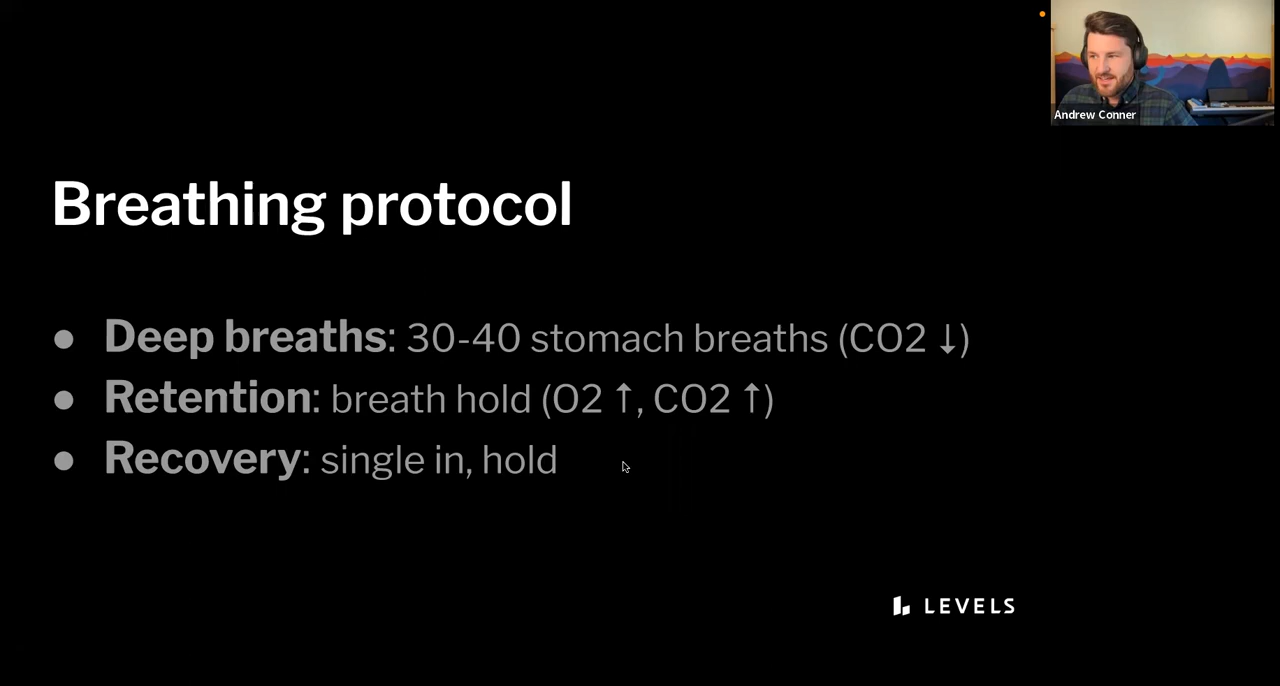 Andrew Conner
Breathing protocol
● Deep breaths: 30-40 stomach breaths (CO2 ↓)
● Retention: breath hold (O2 ↑, CO2 ↑)
● Recovery: single in, hold
LEVELS